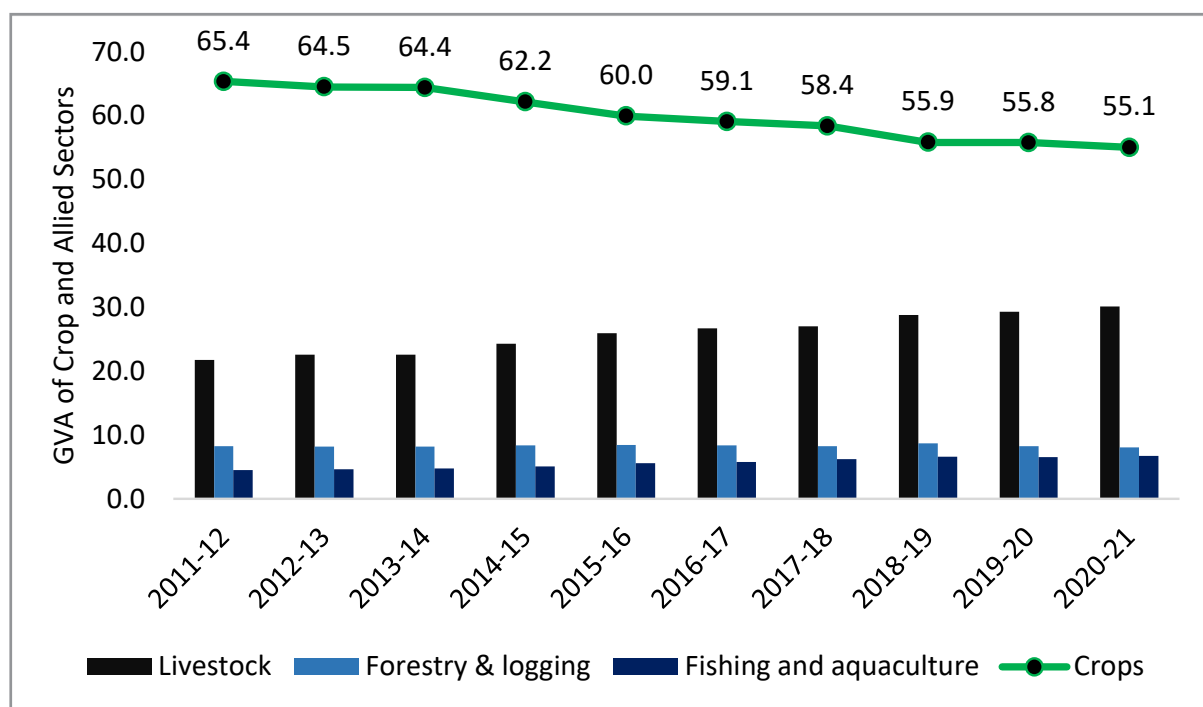 GVA of Crop and Allied Sectors
70.0
60.0
50.0
40.0
30.0
20.0
10.0
0.0
65.4 64.5 64.4 62.2 60.0 59.1 58.4 55.9 55.8 55.1
2011-12 2012-13 2013-14 2014-15 2015-16 2016-17 2017-18 2018-19 2019-20 2020-21
Livestock Forestry & logging Fishing and aquaculture Crops